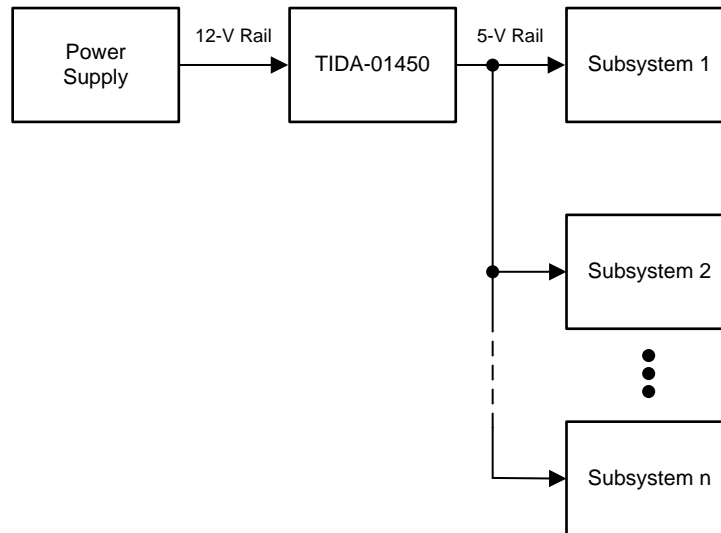 Power
Supply
12-V Rail
TIDA-01450
5-V Rail
Subsystem 1
Subsystem 2
Subsystem n